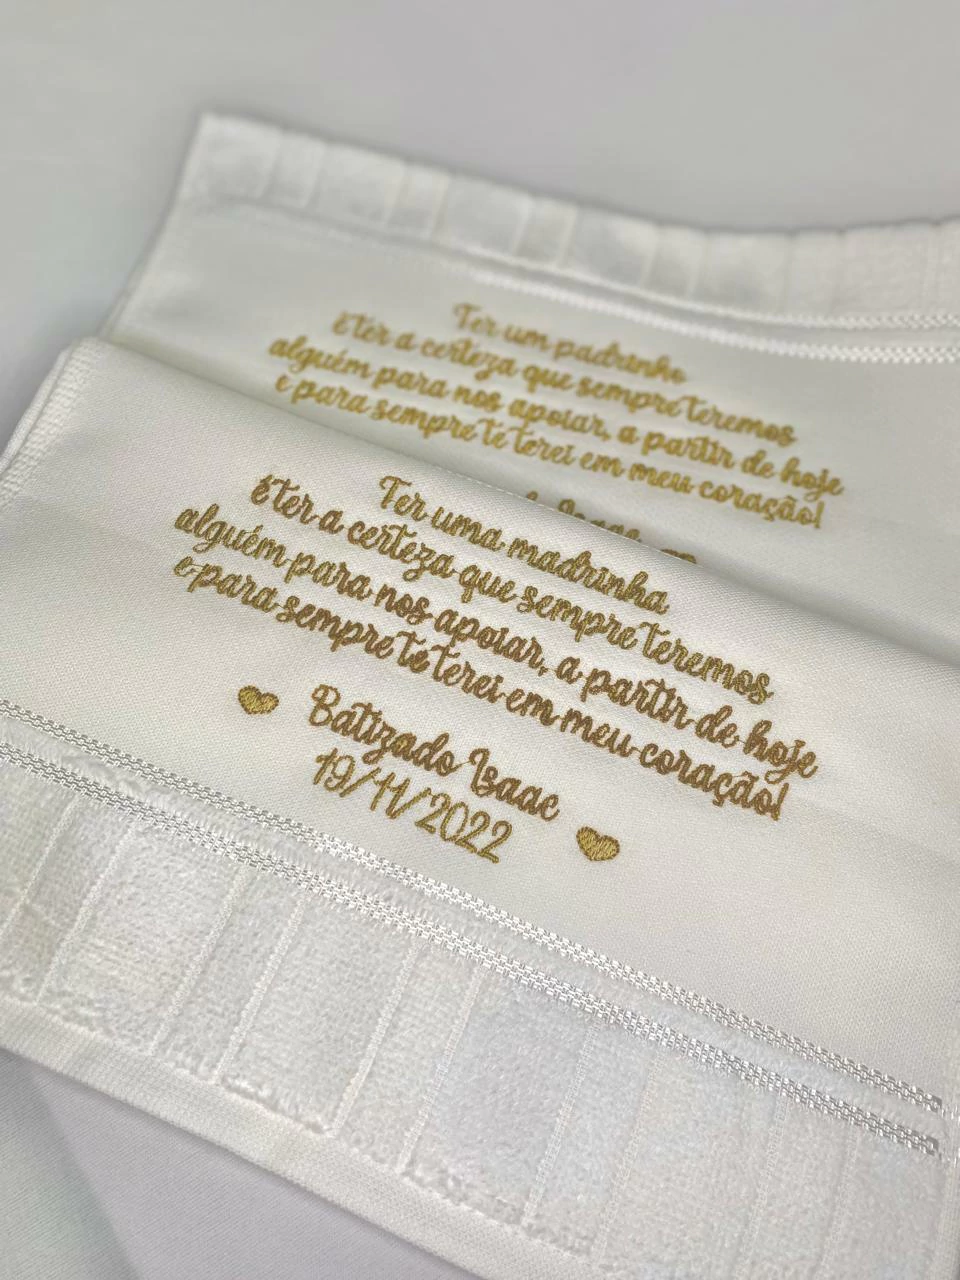 Ter um padrinho
é ter a certeza que sempre teremos
alguém para nos apoiar, a partir de hoje
e para sempre te terei em meu coração!
Isaac
Ter uma madrinha
é ter a certeza que sempre teremos
alguém para nos apoiar, a partir de hoje
e para sempre te terei em meu coração!
Batizado Isaac
19/11/2022